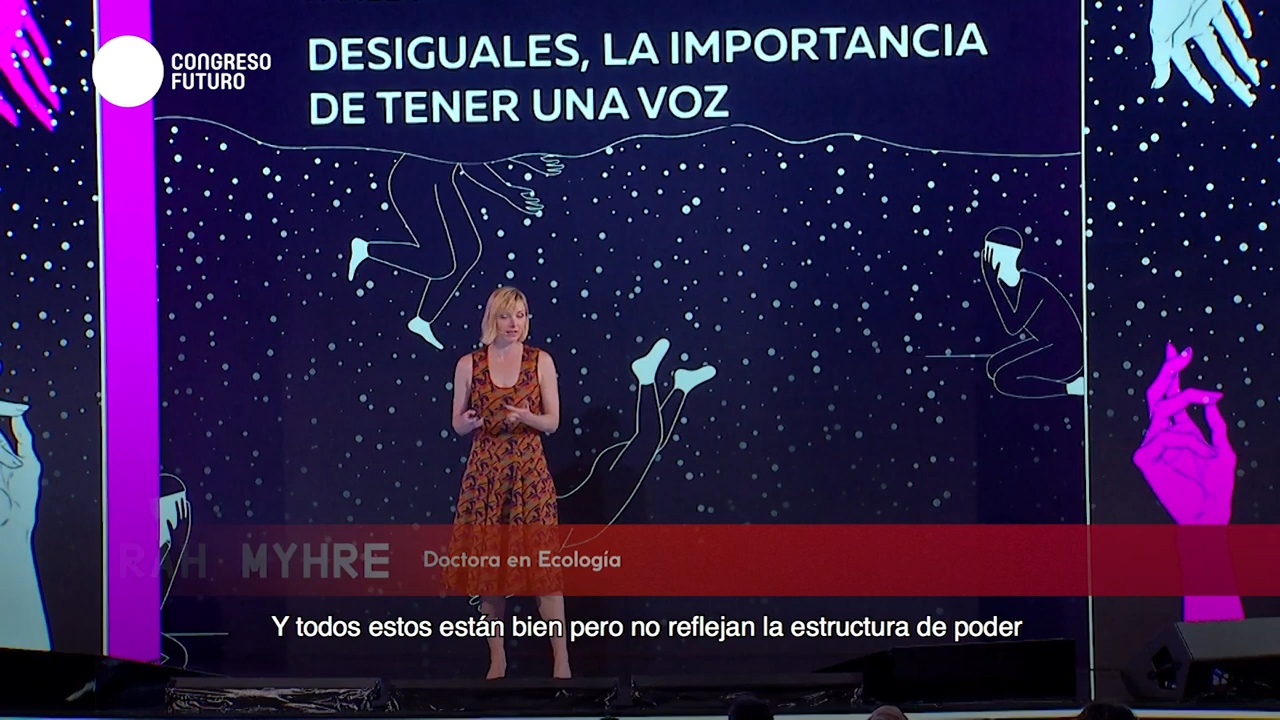 DESIGUALES, LA IMPORTANCIA
DE TENER UNA VOZ
CONGRESO
FUTURO
RAH MYHRE Doctora en Ecología
Y todos estos están bien pero no reflejan la estructura de poder